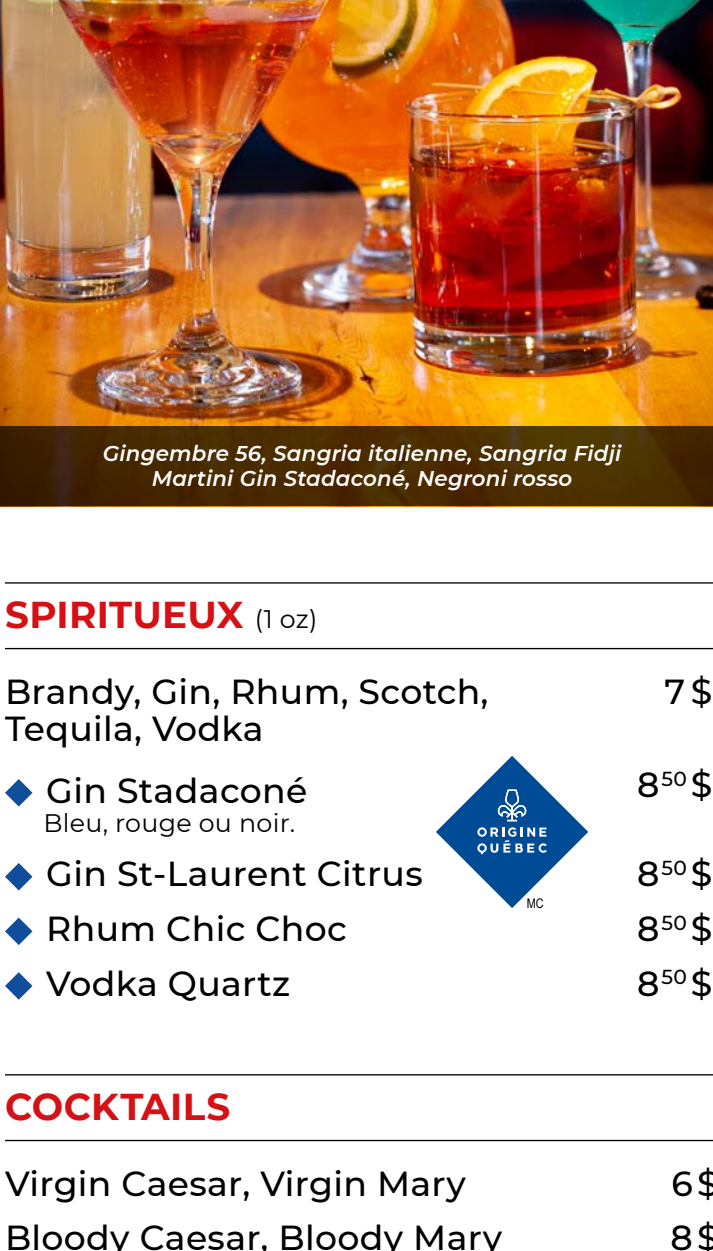 Gingembre 56, Sangria italienne, Sangria Fidji
Martini Gin Stadaconé, Negroni rosso
SPIRITUEUX (1 oz)
Brandy, Gin, Rhum, Scotch, 7 $
Tequila, Vodka
Gin Stadaconé 8⁵⁰ $
Bleu, rouge ou noir.
ORIGINE
QUÉBEC
MC
Gin St-Laurent Citrus 8⁵⁰ $
Rhum Chic Choc 8⁵⁰ $
Vodka Quartz 8⁵⁰ $
COCKTAILS
Virgin Caesar, Virgin Mary 6 $
Bloody Caesar, Bloody Mary 8 $